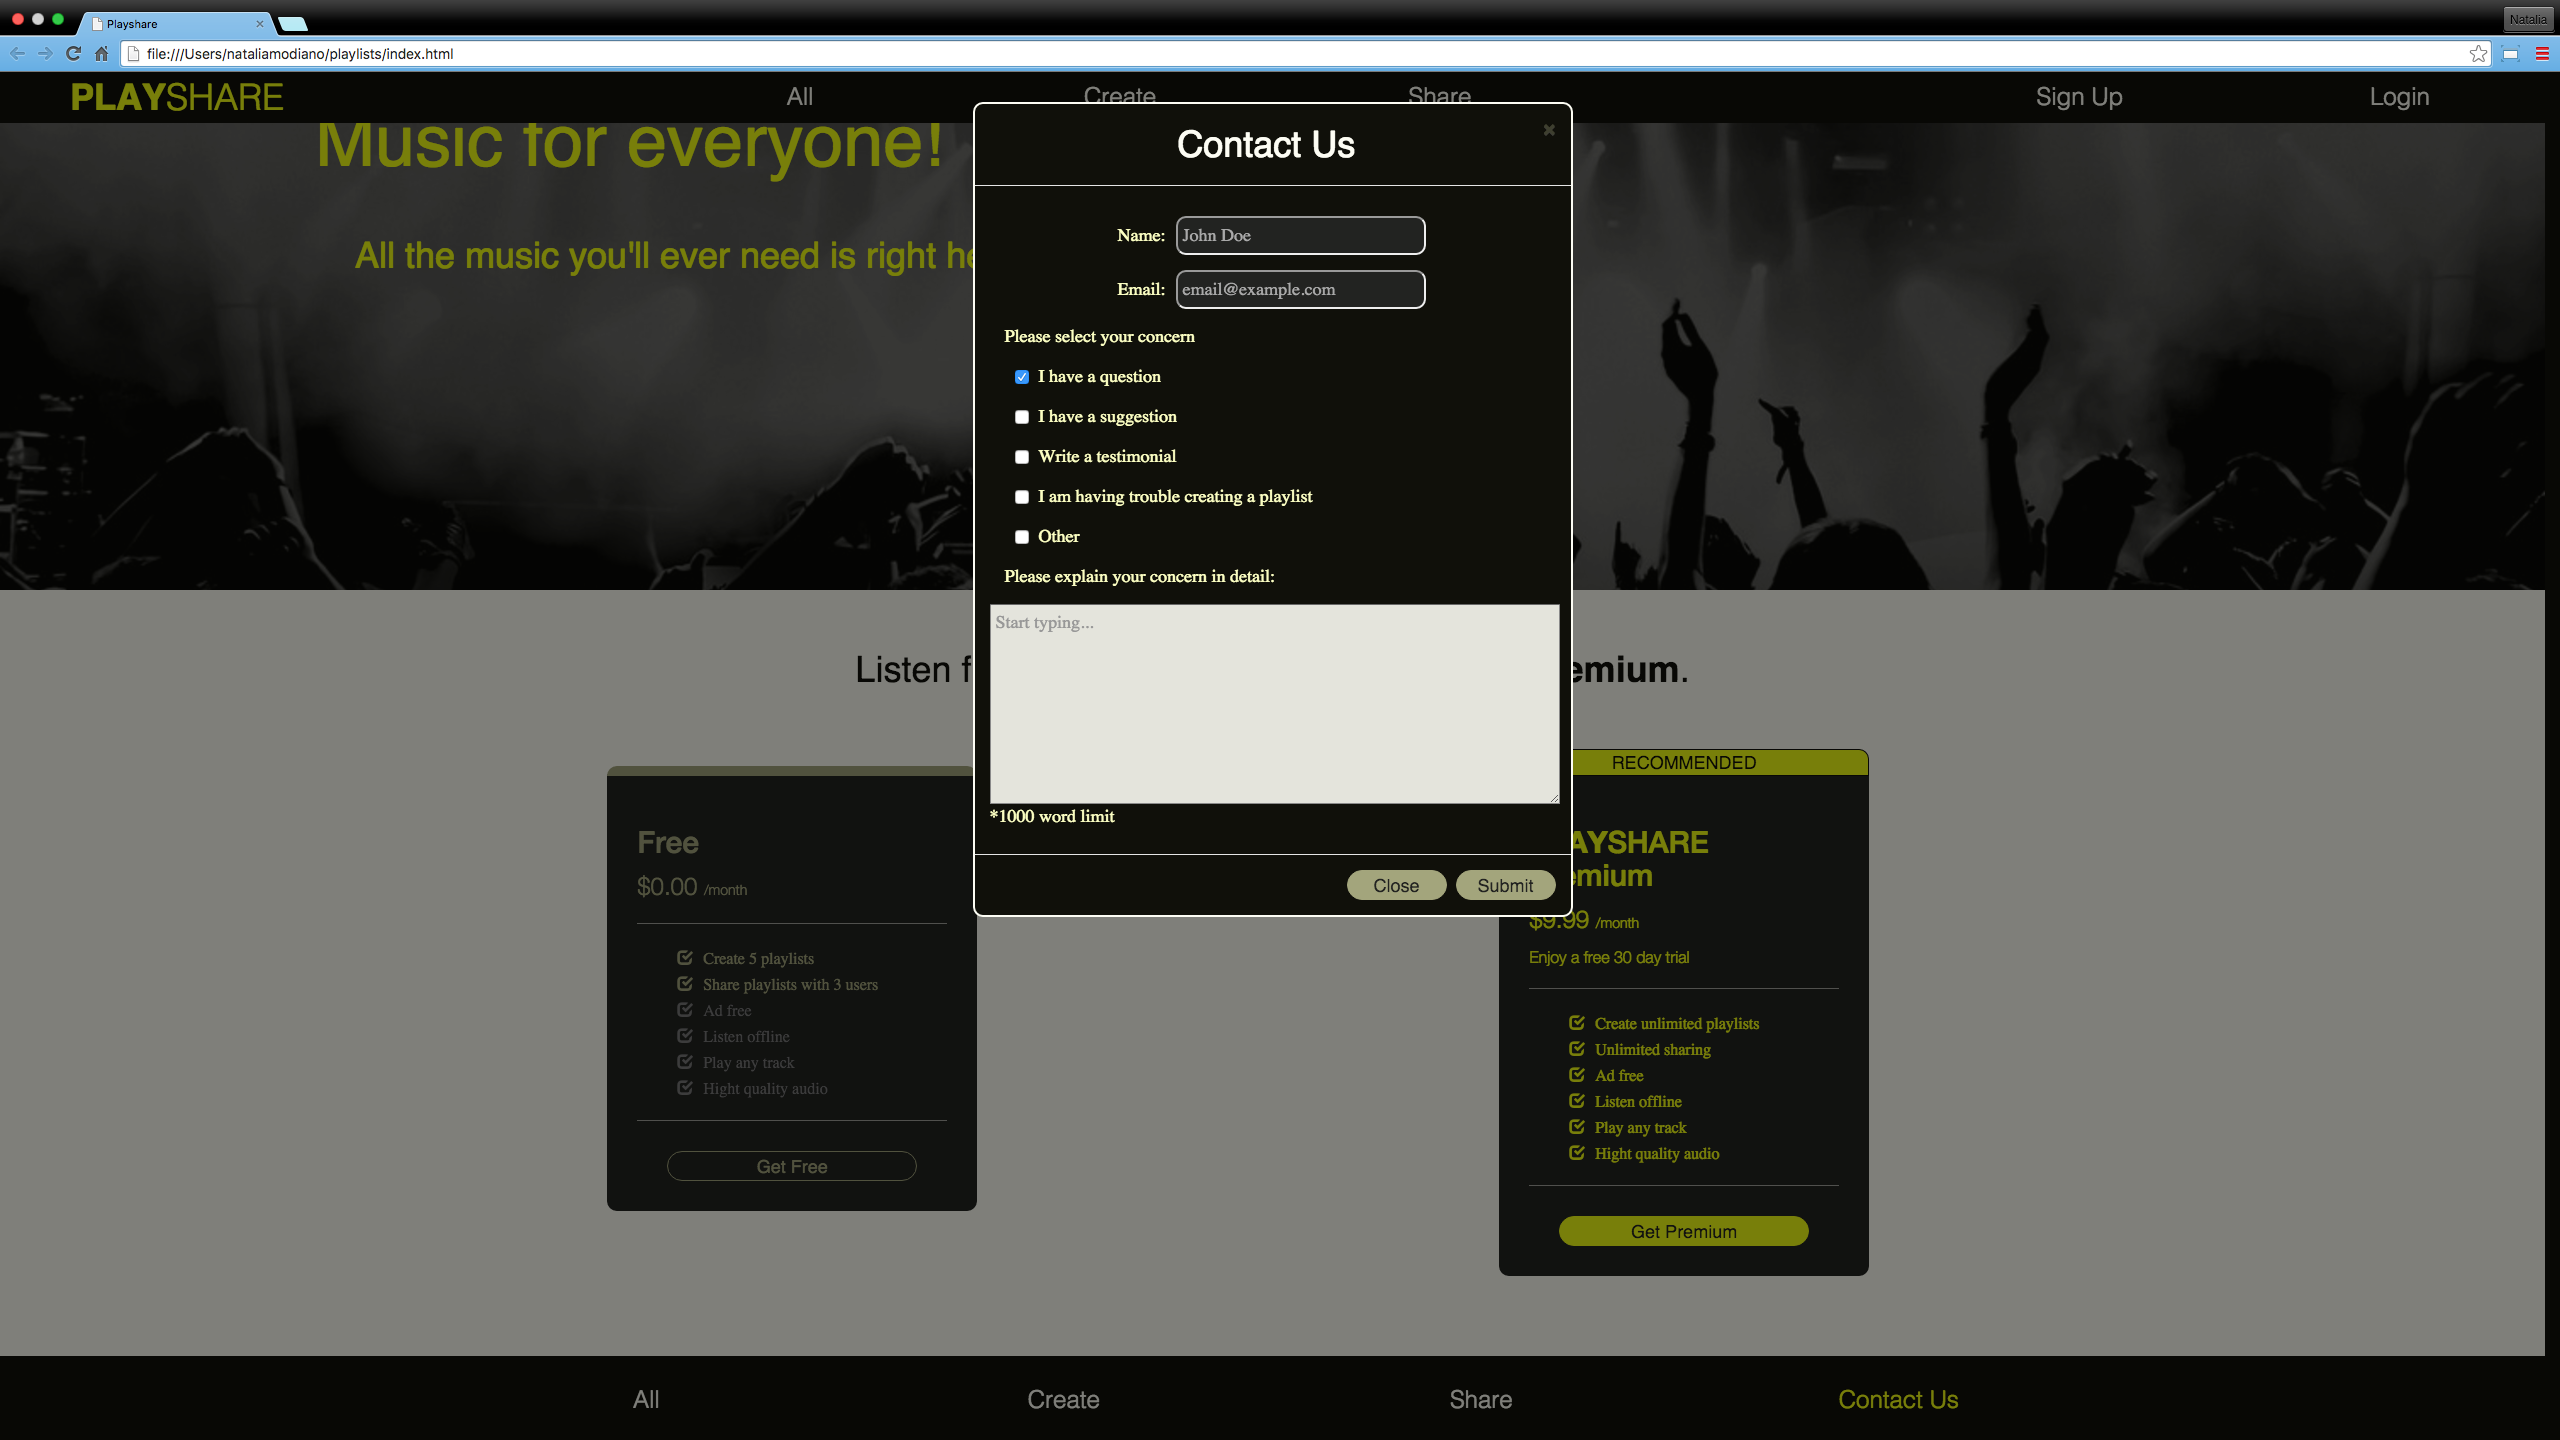 Playshare
Natalia
file:///Users/nataliamodiano/playlists/index.html
PLAYSHARE
All
Create
Share
Sign Up
Login
Music for everyone!
All the music you'll ever need is right he
Contact Us
Name:
John Doe
Email:
email@example.com
Please select your concern
I have a question
I have a suggestion
Write a testimonial
I am having trouble creating a playlist
Other
Please explain your concern in detail:
Start typing...
*1000 word limit
Close
Submit
Listen f
emium.
Free
$0.00 /month
Create 5 playlists
Share playlists with 3 users
Ad free
Listen offline
Play any track
Hight quality audio
Get Free
RECOMMENDED
AYSHARE
mium
$9.99 /month
Enjoy a free 30 day trial
Create unlimited playlists
Unlimited sharing
Ad free
Listen offline
Play any track
Hight quality audio
Get Premium
All
Create
Share
Contact Us